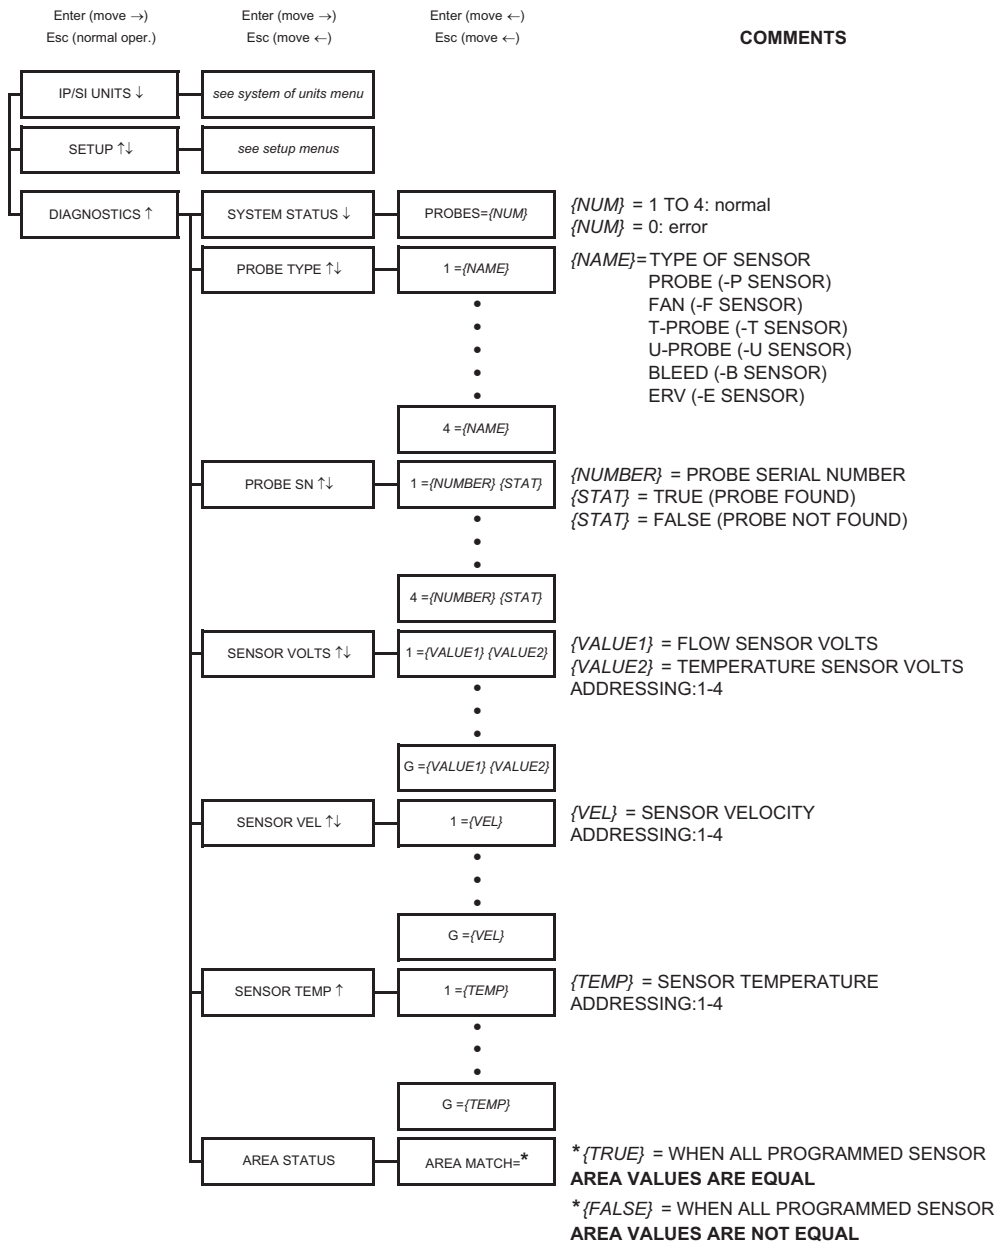 Enter (move →)
Esc (normal oper.)
Enter (move →)
Esc (move ←)
Enter (move ←)
Esc (move ←)
COMMENTS
IP/SI UNITS ↓
see system of units menu
SETUP ↑↓
see setup menus
DIAGNOSTICS ↑
SYSTEM STATUS ↓
PROBES={NUM}
{NUM} = 1 TO 4: normal
{NUM} = 0: error
PROBE TYPE ↑↓
1 ={NAME}
{NAME}= TYPE OF SENSOR
PROBE (-P SENSOR)
FAN (-F SENSOR)
T-PROBE (-T SENSOR)
U-PROBE (-U SENSOR)
BLEED (-B SENSOR)
ERV (-E SENSOR)
4 ={NAME}
PROBE SN ↑↓
1 ={NUMBER} {STAT}
{NUMBER} = PROBE SERIAL NUMBER
{STAT} = TRUE (PROBE FOUND)
{STAT} = FALSE (PROBE NOT FOUND)
4 ={NUMBER} {STAT}
SENSOR VOLTS ↑↓
1 ={VALUE1} {VALUE2}
{VALUE1} = FLOW SENSOR VOLTS
{VALUE2} = TEMPERATURE SENSOR VOLTS
ADDRESSING:1-4
G ={VALUE1} {VALUE2}
SENSOR VEL ↑↓
1 ={VEL}
{VEL} = SENSOR VELOCITY
ADDRESSING:1-4
G ={VEL}
SENSOR TEMP ↑
1 ={TEMP}
{TEMP} = SENSOR TEMPERATURE
ADDRESSING:1-4
G ={TEMP}
AREA STATUS
AREA MATCH=*
*{TRUE} = WHEN ALL PROGRAMMED SENSOR
AREA VALUES ARE EQUAL
*{FALSE} = WHEN ALL PROGRAMMED SENSOR
AREA VALUES ARE NOT EQUAL